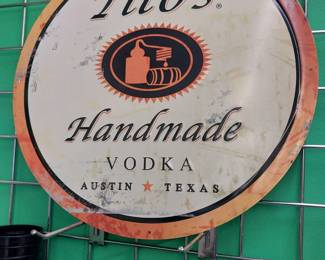 Tito's®
Handmade
VODKA
AUSTIN ★ TEXAS